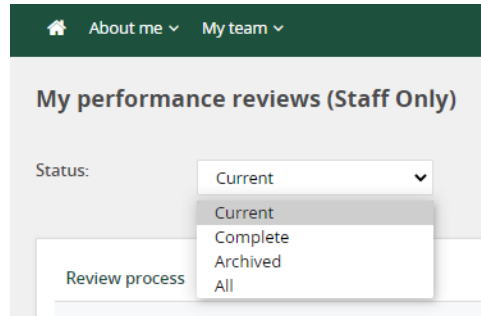 About me My team
My performance reviews (Staff Only)
Status: Current
Current
Complete
Archived
All
Review process